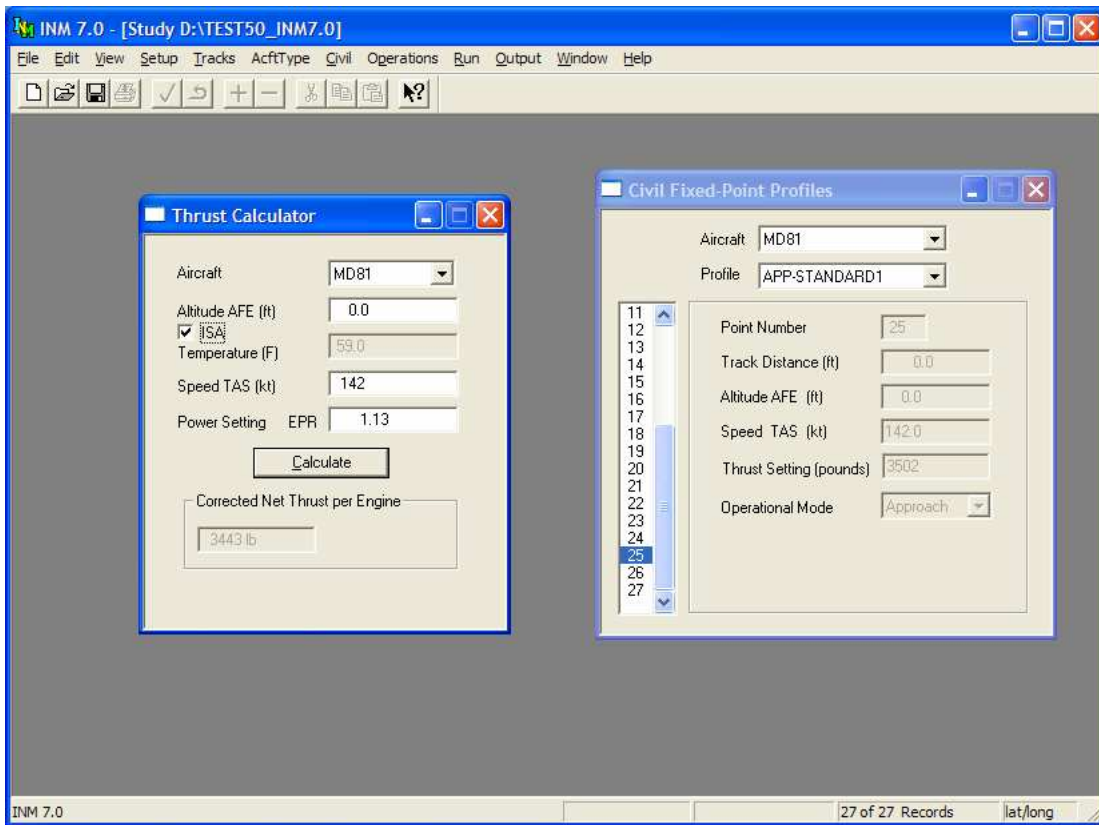 INM 7.0 - [Study D:\TEST50_INM7.0]
File Edit View Setup Tracks AcftType Civil Operations Run Output Window Help
Thrust Calculator
Aircraft MD81
Altitude AFE (ft) 0.0
ISA
Temperature (F) 59.0
Speed TAS (kt) 142
Power Setting EPR 1.13
Calculate
Corrected Net Thrust per Engine
3443 lb
Civil Fixed-Point Profiles
Aircraft MD81
Profile APP-STANDARD1
11
12
13
14
15
16
17
18
19
20
21
22
23
24
25
26
27
Point Number 25
Track Distance (ft) 0.0
Altitude AFE (ft) 0.0
Speed TAS (kt) 142.0
Thrust Setting (pounds) 3502
Operational Mode Approach
INM 7.0 27 of 27 Records lat/long